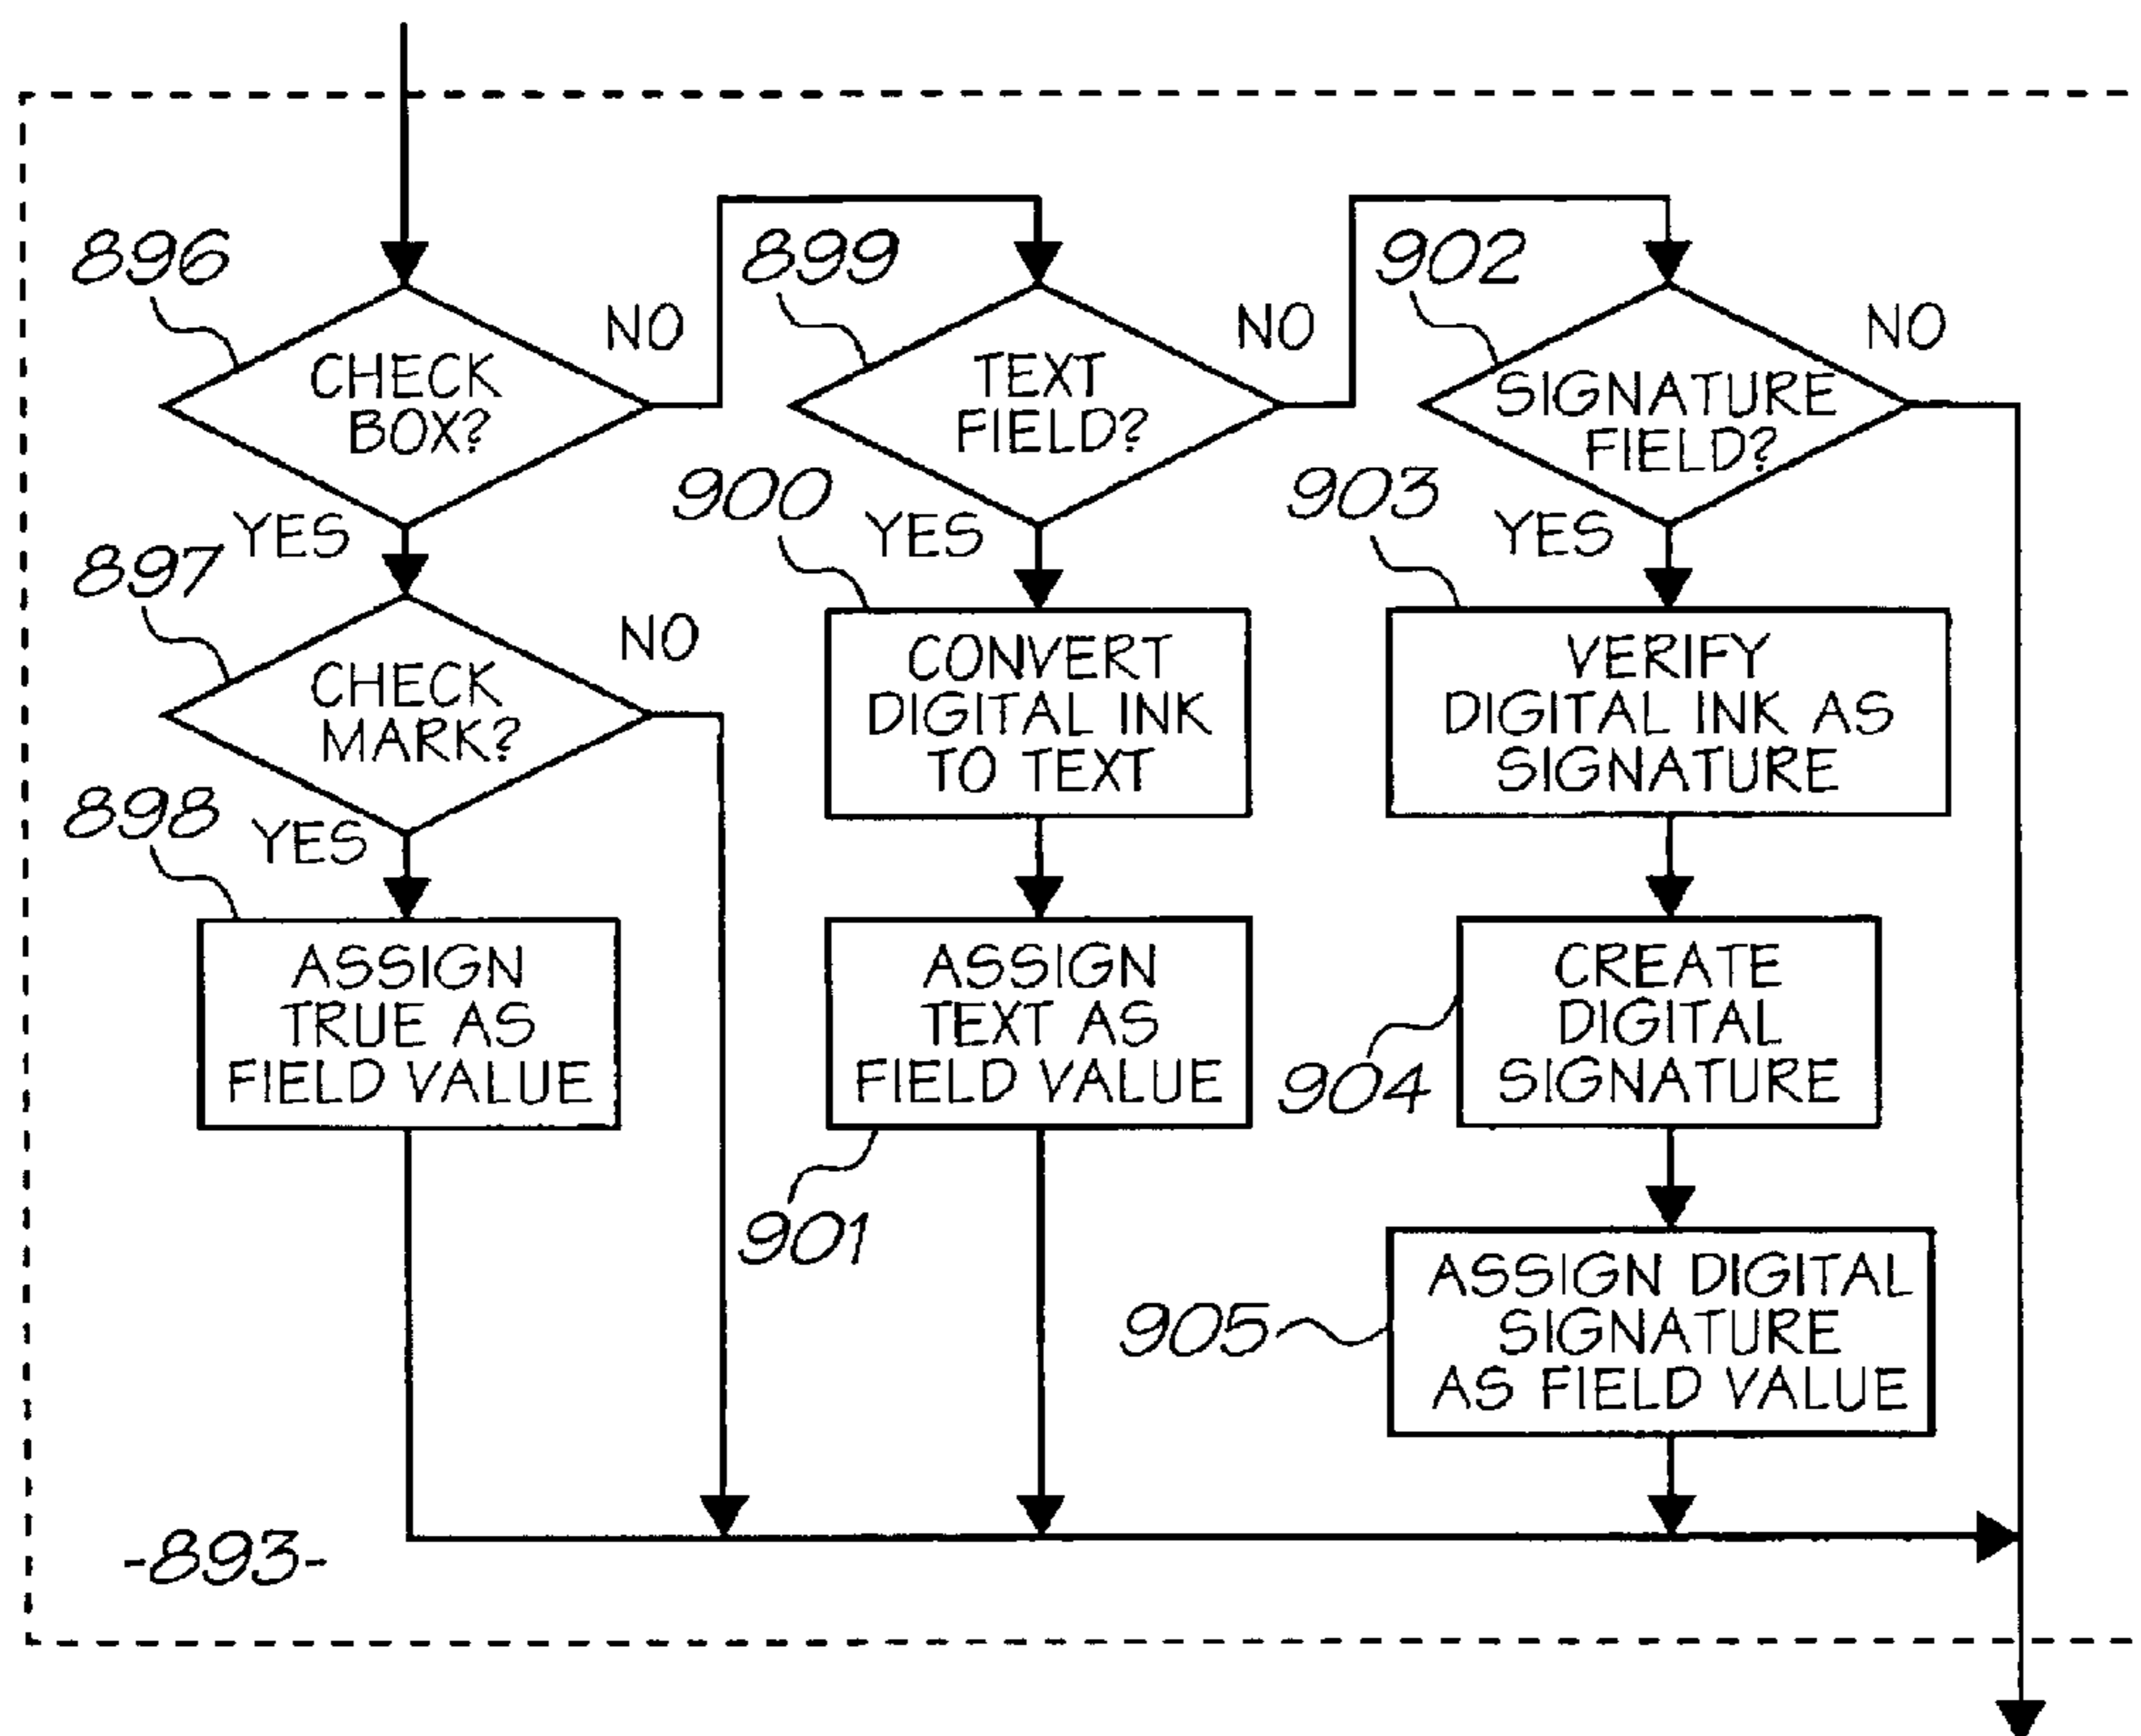 896
CHECK
BOX?
NO
YES
899
TEXT
FIELD?
NO
YES
902
SIGNATURE
FIELD?
NO
YES
897
CHECK
MARK?
NO
YES
900
CONVERT
DIGITAL INK
TO TEXT
903
VERIFY
DIGITAL INK AS
SIGNATURE
898
ASSIGN
TRUE AS
FIELD VALUE
ASSIGN
TEXT AS
FIELD VALUE
901
CREATE
DIGITAL
SIGNATURE
904
905
ASSIGN DIGITAL
SIGNATURE
AS FIELD VALUE
-893-